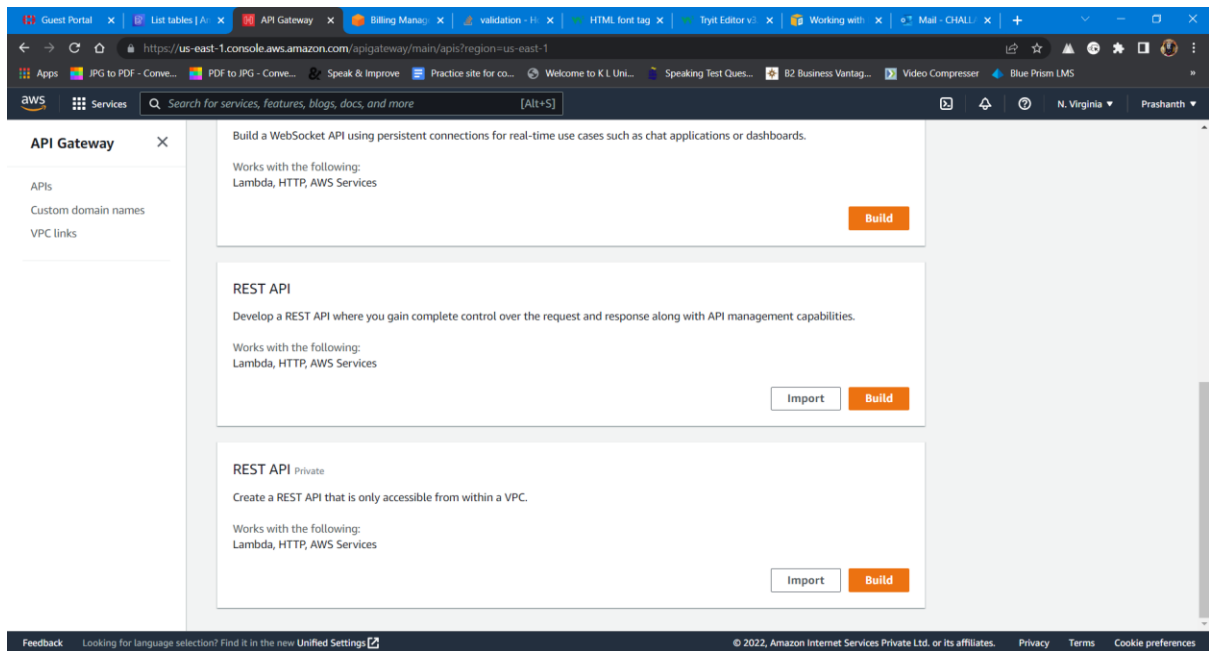 Guest Portal
List tables | A
API Gateway
Billing Manag
validation - H
HTML font tag
Tryit Editor v3.
Working with
Mail - CHALL
https://us-east-1.console.aws.amazon.com/apigateway/main/apis?region=us-east-1
Apps
JPG to PDF - Conve...
PDF to JPG - Conve...
Speak & Improve
Practice site for co...
Welcome to K L Uni...
Speaking Test Ques...
B2 Business Vantag...
Video Compresser
Blue Prism LMS
»
aws
Services
Search for services, features, blogs, docs, and more
[Alt+S]
N. Virginia
Prashanth
API Gateway
APIs
Custom domain names
VPC links
Build a WebSocket API using persistent connections for real-time use cases such as chat applications or dashboards.
Works with the following:
Lambda, HTTP, AWS Services
Build
REST API
Develop a REST API where you gain complete control over the request and response along with API management capabilities.
Works with the following:
Lambda, HTTP, AWS Services
Import
Build
REST API Private
Create a REST API that is only accessible from within a VPC.
Works with the following:
Lambda, HTTP, AWS Services
Import
Build
Feedback
Looking for language selection? Find it in the new Unified Settings
© 2022, Amazon Internet Services Private Ltd. or its affiliates.
Privacy
Terms
Cookie preferences